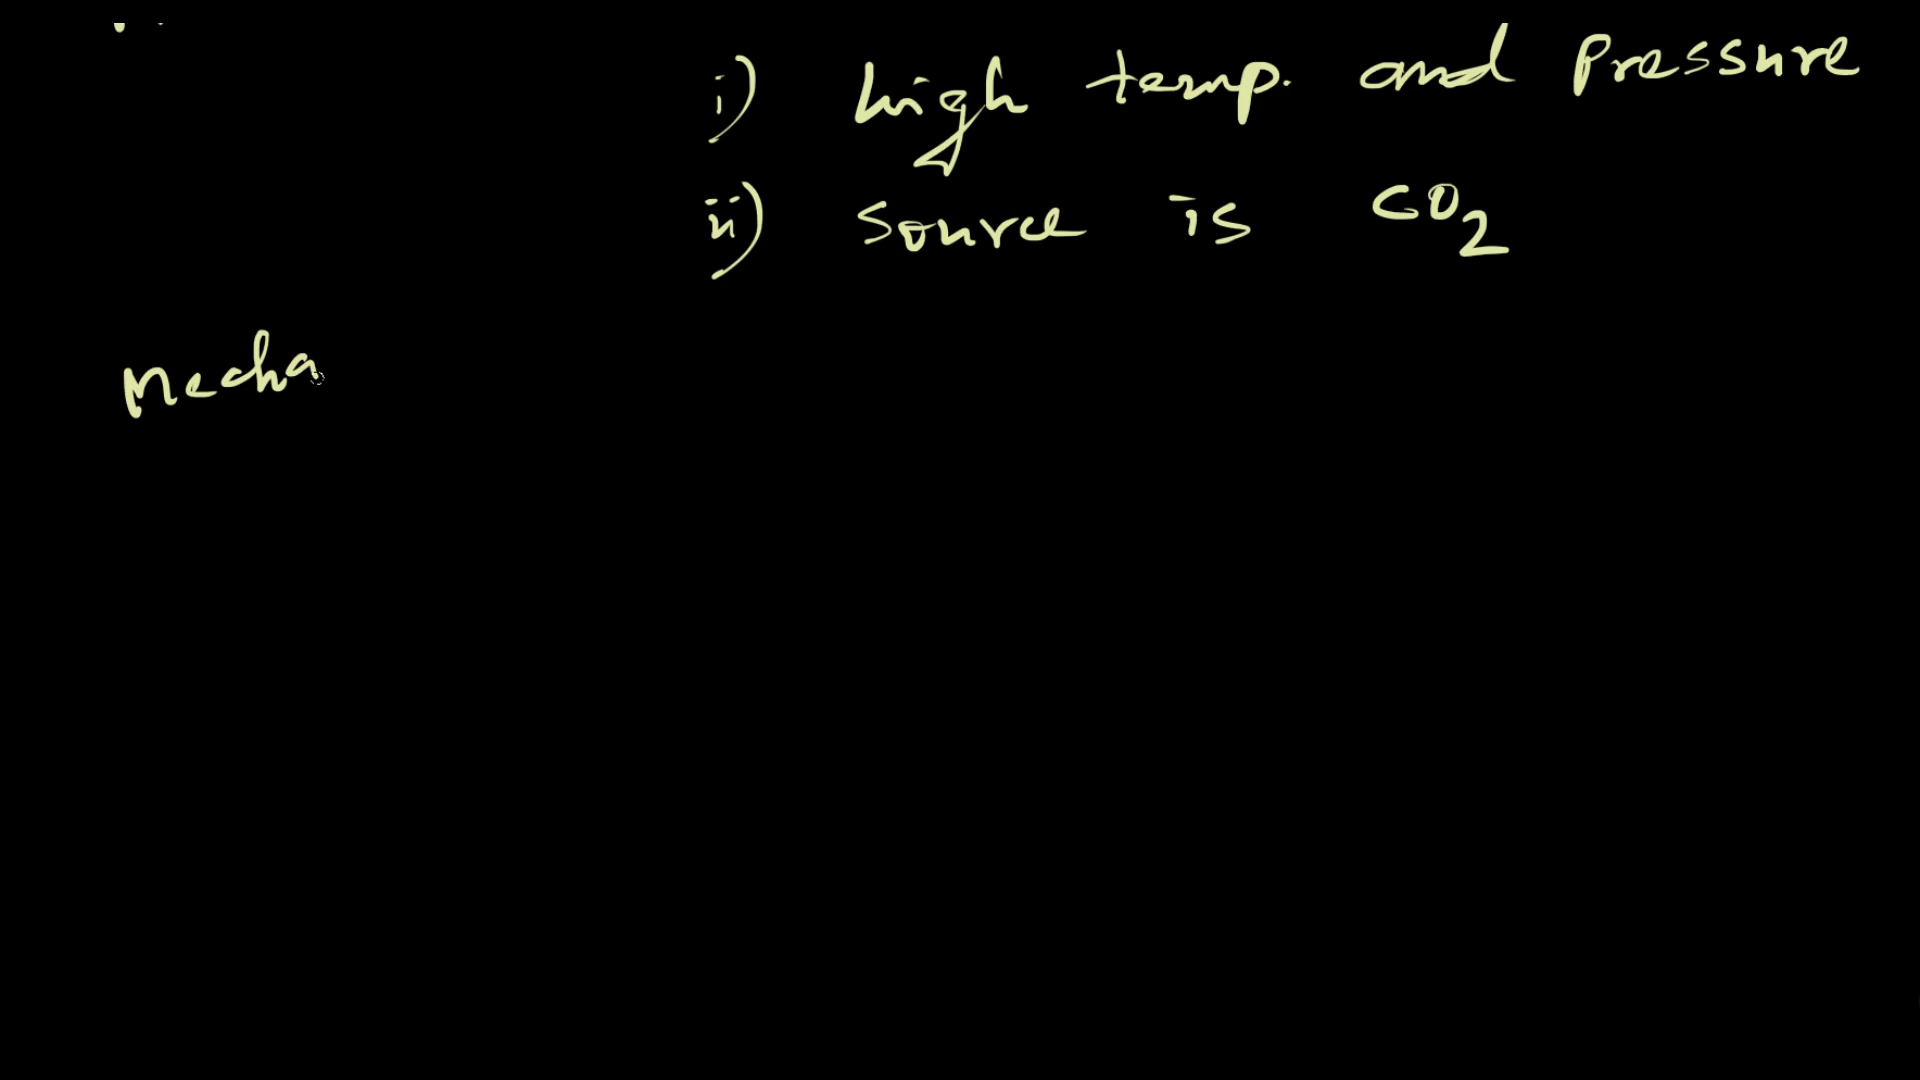 i) high temp. and Pressure
ii) source is CO2
Mecha